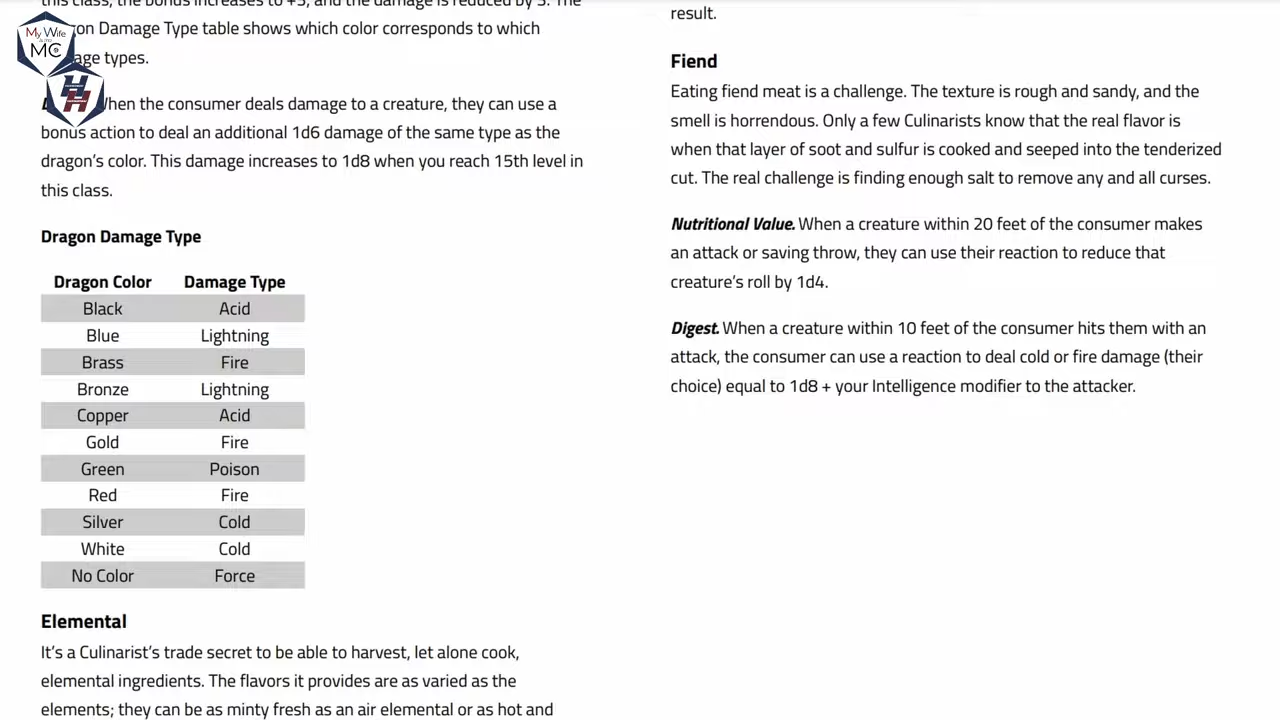 this class, the bonus increases to +3, and the damage is reduced by 3. The
on Damage Type table shows which color corresponds to which
age types.
When the consumer deals damage to a creature, they can use a
bonus action to deal an additional 1d6 damage of the same type as the
dragon's color. This damage increases to 1d8 when you reach 15th level in
this class.
Dragon Damage Type
Dragon Color Damage Type
Black Acid
Blue Lightning
Brass Fire
Bronze Lightning
Copper Acid
Gold Fire
Green Poison
Red Fire
Silver Cold
White Cold
No Color Force
Elemental
It's a Culinarist's trade secret to be able to harvest, let alone cook,
elemental ingredients. The flavors it provides are as varied as the
elements; they can be as minty fresh as an air elemental or as hot and
result.
Fiend
Eating fiend meat is a challenge. The texture is rough and sandy, and the
smell is horrendous. Only a few Culinarists know that the real flavor is
when that layer of soot and sulfur is cooked and seeped into the tenderized
cut. The real challenge is finding enough salt to remove any and all curses.
Nutritional Value. When a creature within 20 feet of the consumer makes
an attack or saving throw, they can use their reaction to reduce that
creature's roll by 1d4.
Digest. When a creature within 10 feet of the consumer hits them with an
attack, the consumer can use a reaction to deal cold or fire damage (their
choice) equal to 1d8 + your Intelligence modifier to the attacker.
My Wife
MC